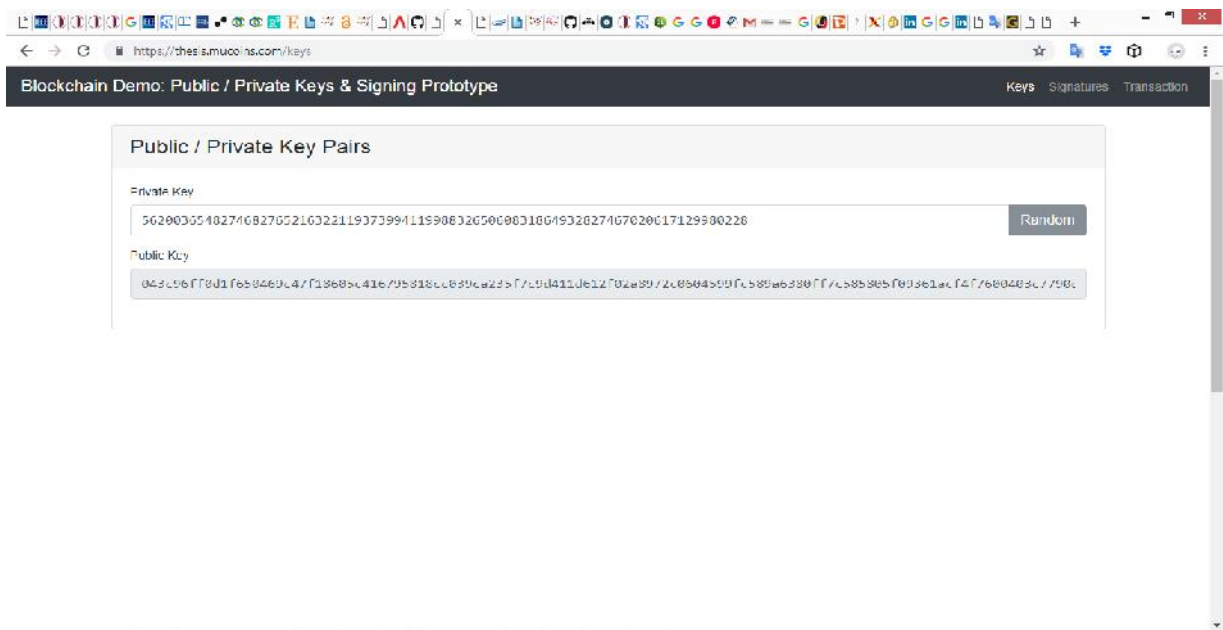 https://thesis.mucoins.com/keys
Blockchain Demo: Public / Private Keys & Signing Prototype
Keys Signatures Transaction
Public / Private Key Pairs
Private Key
56200365482746827652163221193739941199883265060831864932827467020617129980228
Random
Public Key